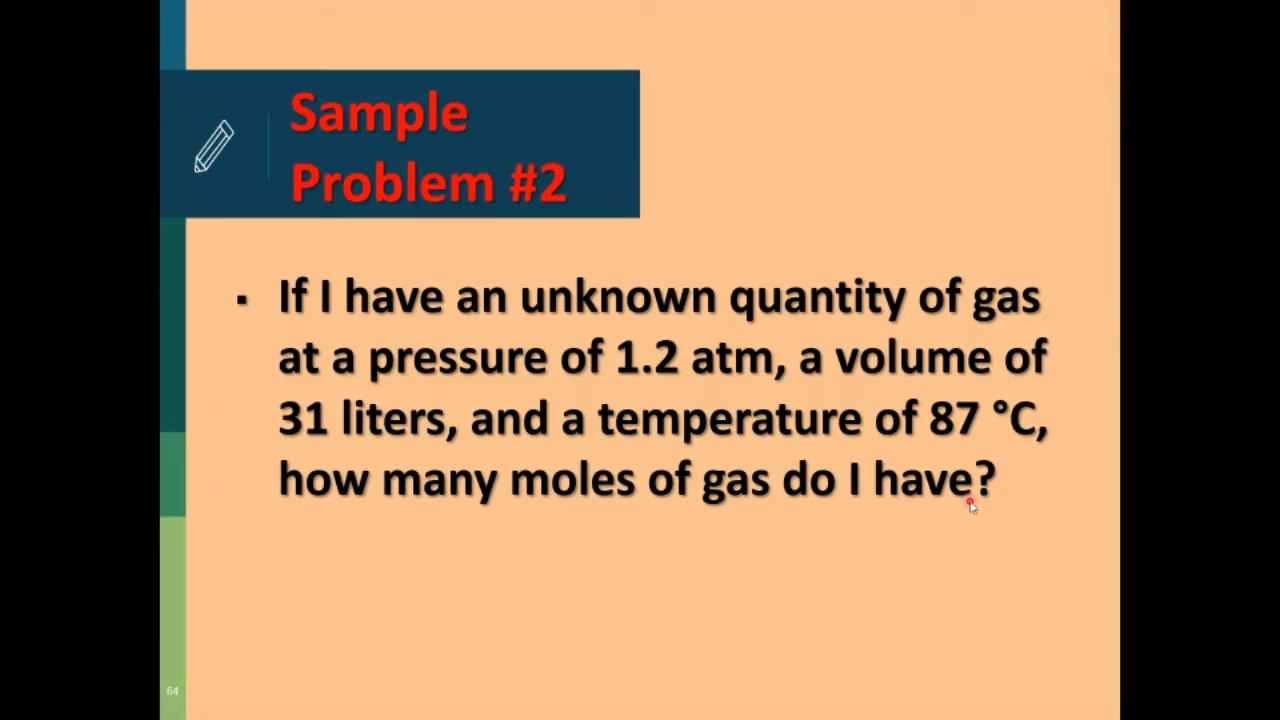 Sample
Problem #2
▪ If I have an unknown quantity of gas
at a pressure of 1.2 atm, a volume of
31 liters, and a temperature of 87 °C,
how many moles of gas do I have?
64